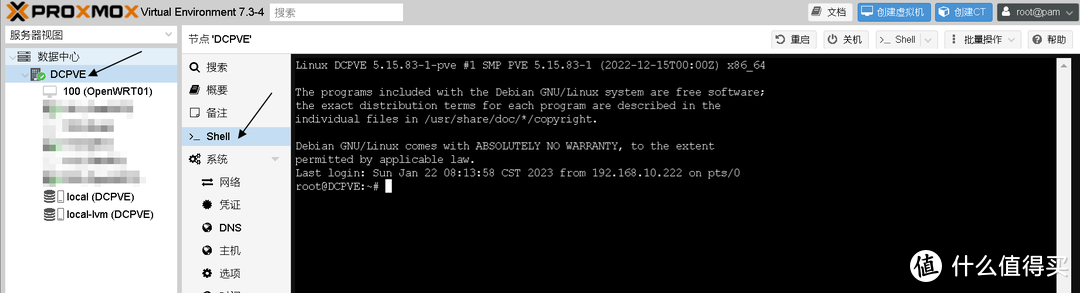 PROXMOX Virtual Environment 7.3-4 搜索 文档 创建虚拟机 创建CT root@pam
服务器视图
数据中心
DCPVE
100 (OpenWRT01)
local (DCPVE)
local-lvm (DCPVE)
节点 'DCPVE' 重启 关机 >_ Shell 批量操作 帮助
搜索
概要
备注
>_ Shell
系统
网络
凭证
DNS
主机
选项
Linux DCPVE 5.15.83-1-pve #1 SMP PVE 5.15.83-1 (2022-12-15T00:00Z) x86_64
The programs included with the Debian GNU/Linux system are free software;
the exact distribution terms for each program are described in the
individual files in /usr/share/doc/*/copyright.
Debian GNU/Linux comes with ABSOLUTELY NO WARRANTY, to the extent
permitted by applicable law.
Last login: Sun Jan 22 08:13:58 CST 2023 from 192.168.10.222 on pts/0
root@DCPVE:~#
值 什么值得买